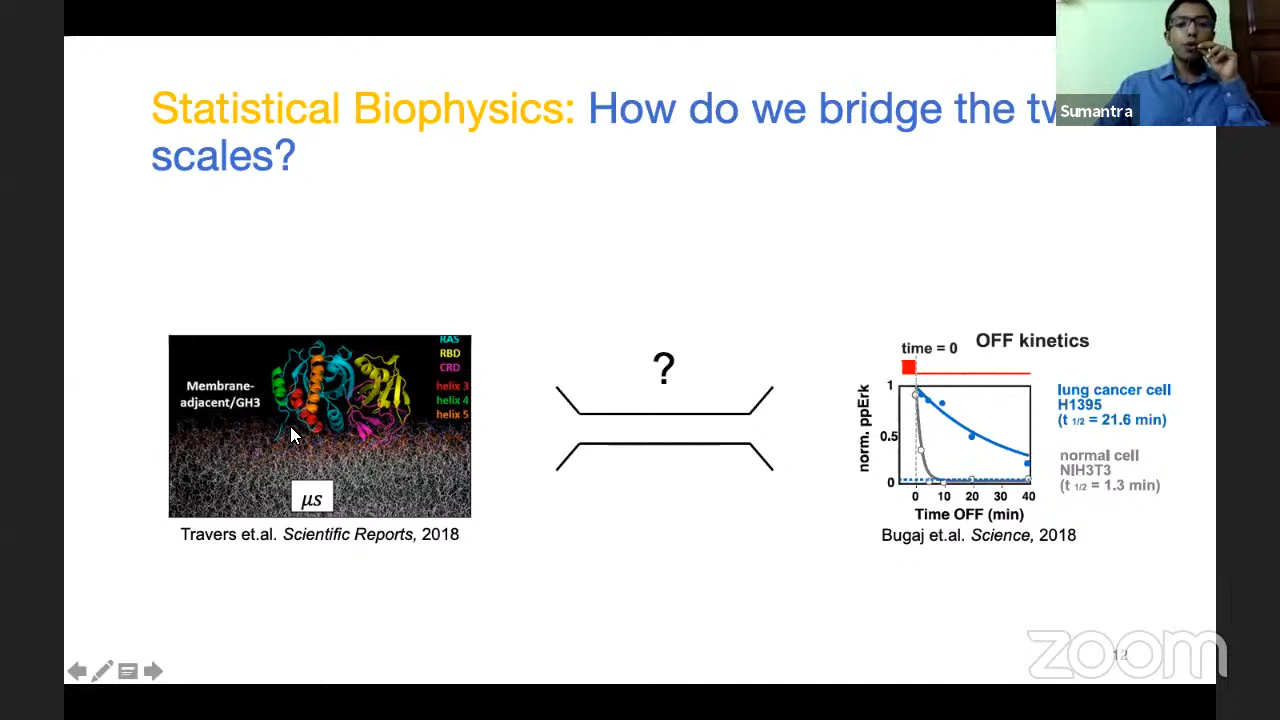 Statistical Biophysics: How do we bridge the
scales?
Sumantra
RAS
RBD
CRD
Membrane-
adjacent/GH3
helix 3
helix 4
helix 5
μs
Travers et.al. Scientific Reports, 2018
?
time = 0
OFF kinetics
norm. ppErk
1
0.5
0
0 10 20 30 40
Time OFF (min)
lung cancer cell
H1395
(t 1/2 = 21.6 min)
normal cell
NIH3T3
(t 1/2 = 1.3 min)
Bugaj et.al. Science, 2018
zoom
12